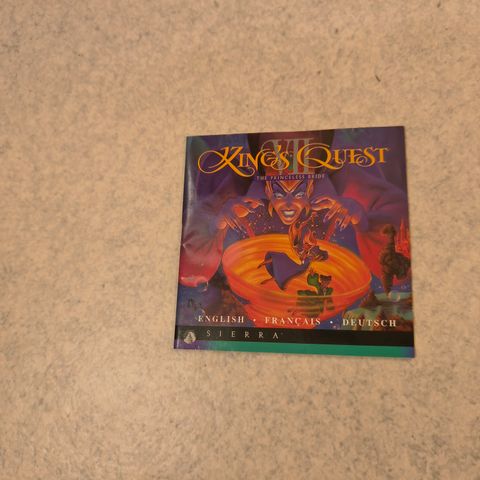 KING'S QUEST
VII
THE PRINCELESS BRIDE
ENGLISH · FRANÇAIS · DEUTSCH
SIERRA®